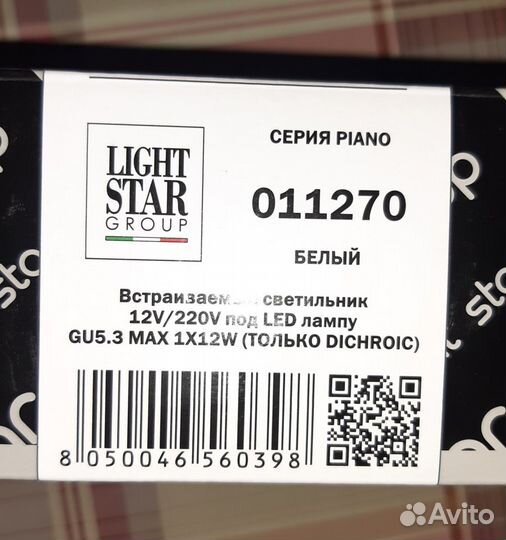 LIGHT
STAR
GROUP
СЕРИЯ PIANO
011270
БЕЛЫЙ
Встраиваемый светильник
12V/220V под LED лампу
GU5.3 MAX 1X12W (ТОЛЬКО DICHROIC)
8 050046 560398
Avito